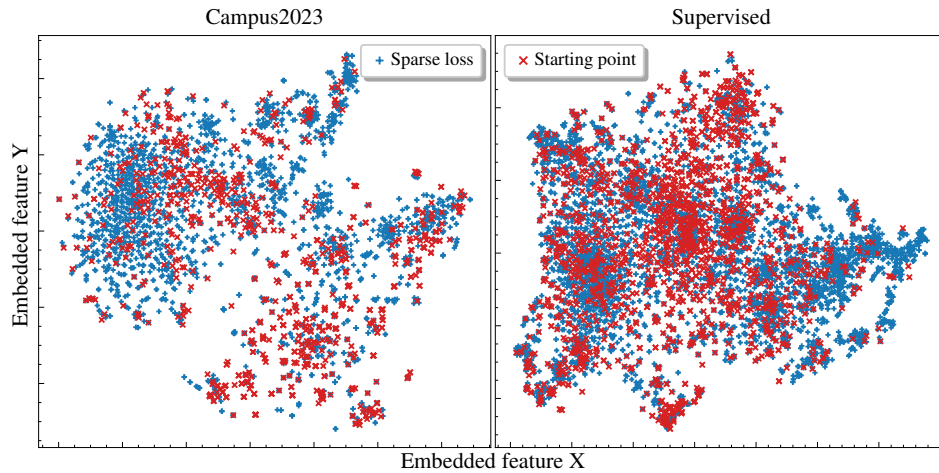 Campus2023
Supervised
Sparse loss
Starting point
Embedded feature Y
Embedded feature X